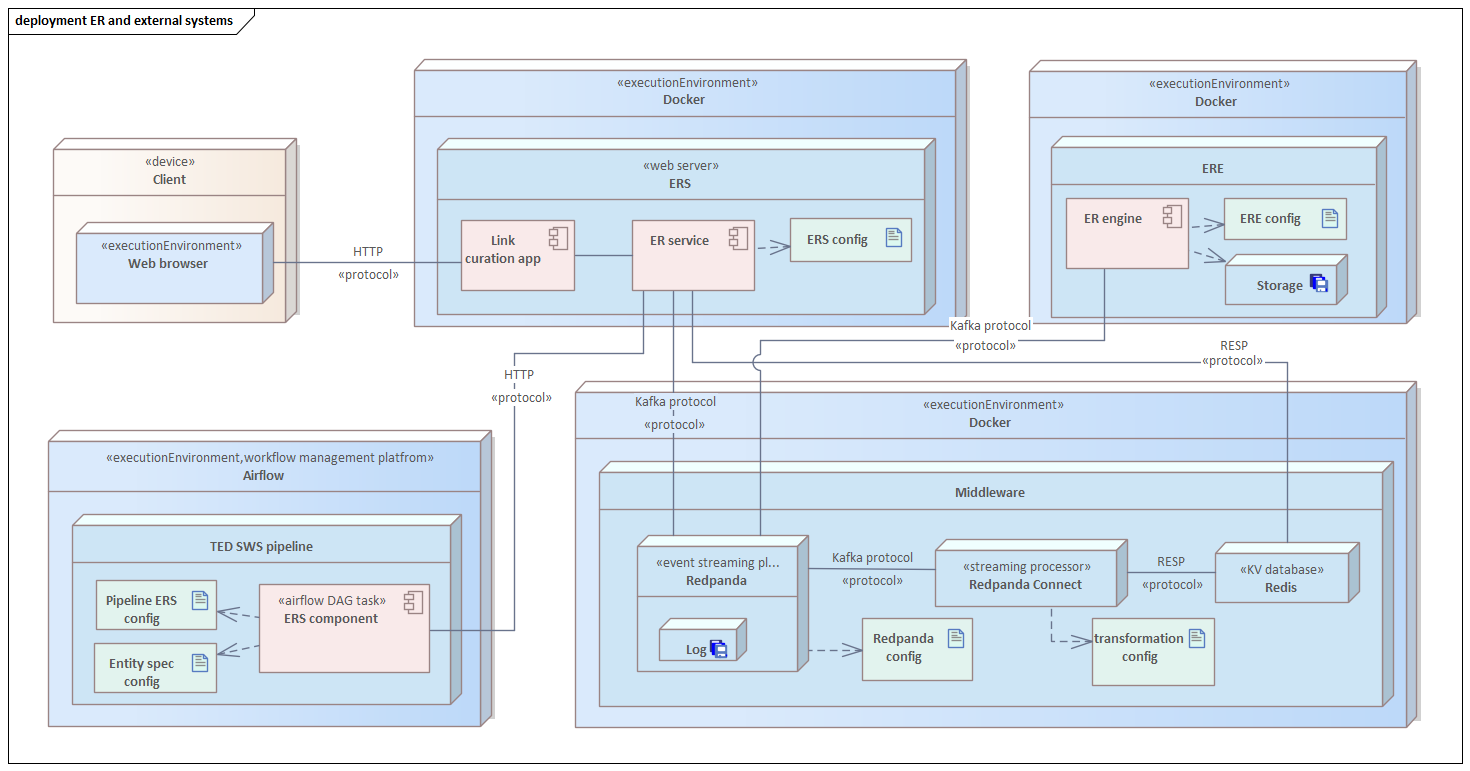 deployment ER and external systems
«device»
Client
«executionEnvironment»
Web browser
HTTP
«protocol»
«executionEnvironment»
Docker
«web server»
ERS
Link
curation app
ER service
ERS config
«executionEnvironment»
Docker
ERE
ER engine
ERE config
Storage
Kafka protocol
«protocol»
RESP
«protocol»
HTTP
«protocol»
Kafka protocol
«protocol»
«executionEnvironment,workflow management platfrom»
Airflow
TED SWS pipeline
Pipeline ERS
config
Entity spec
config
«airflow DAG task»
ERS component
«executionEnvironment»
Docker
Middleware
«event streaming pl...
Redpanda
Log
Kafka protocol
«protocol»
«streaming processor»
Redpanda Connect
RESP
«protocol»
«KV database»
Redis
Redpanda
config
transformation
config